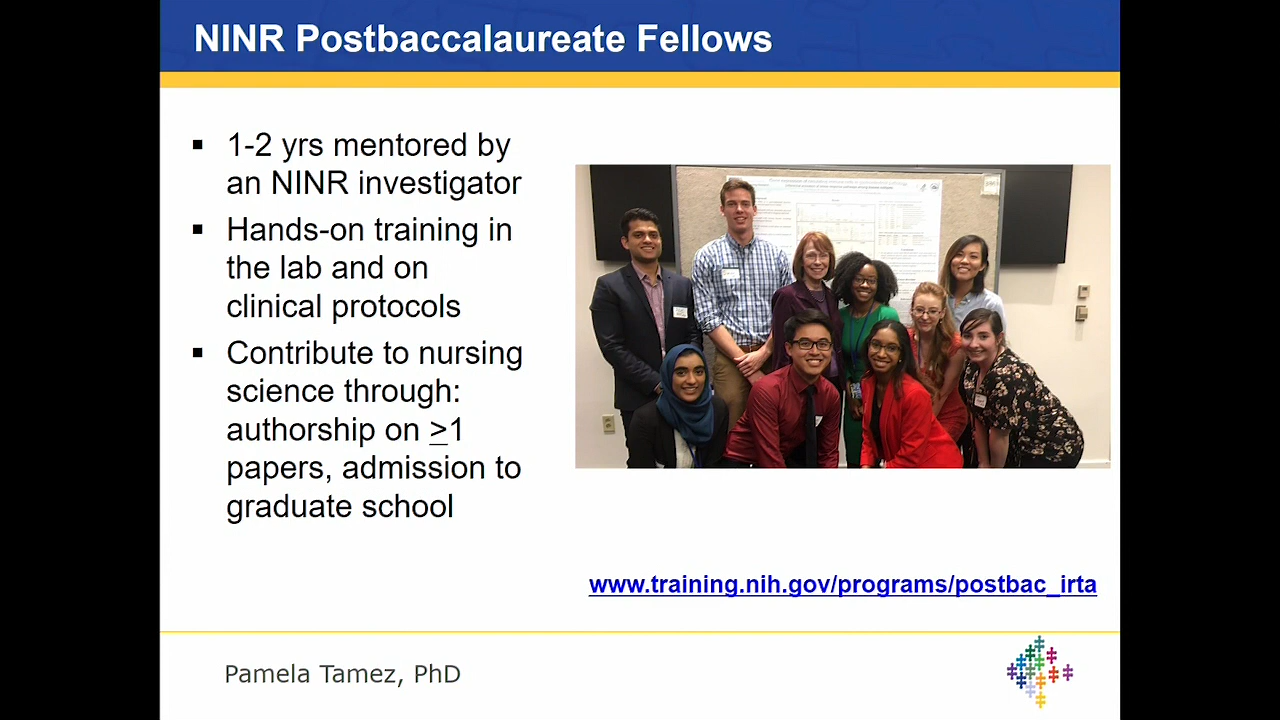 NINR Postbaccalaureate Fellows
▪ 1-2 yrs mentored by
an NINR investigator
▪ Hands-on training in
the lab and on
clinical protocols
▪ Contribute to nursing
science through:
authorship on ≥1
papers, admission to
graduate school
www.training.nih.gov/programs/postbac_irta
Pamela Tamez, PhD